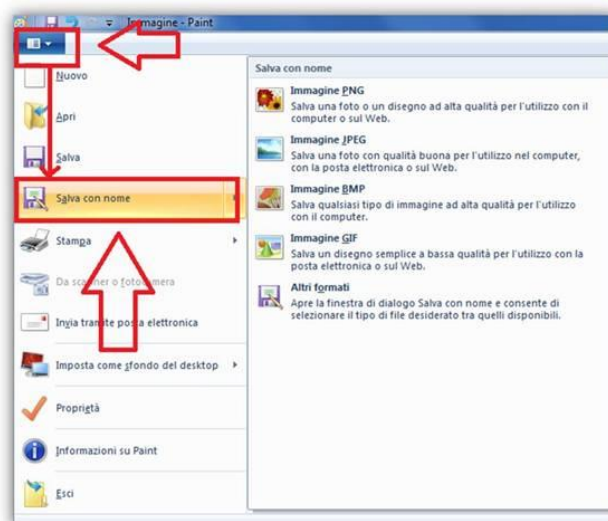 Immagine - Paint
Nuovo
Apri
Salva
Salva con nome
Stampa
Da scanner o fotocamera
Invia tramite posta elettronica
Imposta come sfondo del desktop
Proprietà
Informazioni su Paint
Esci
Salva con nome
Immagine PNG
Salva una foto o un disegno ad alta qualità per l'utilizzo con il
computer o sul Web.
Immagine JPEG
Salva una foto con qualità buona per l'utilizzo nel computer,
con la posta elettronica o sul Web.
Immagine BMP
Salva qualsiasi tipo di immagine ad alta qualità per l'utilizzo
con il computer.
Immagine GIF
Salva un disegno semplice a bassa qualità per l'utilizzo con la
posta elettronica o sul Web.
Altri formati
Apre la finestra di dialogo Salva con nome e consente di
selezionare il tipo di file desiderato tra quelli disponibili.